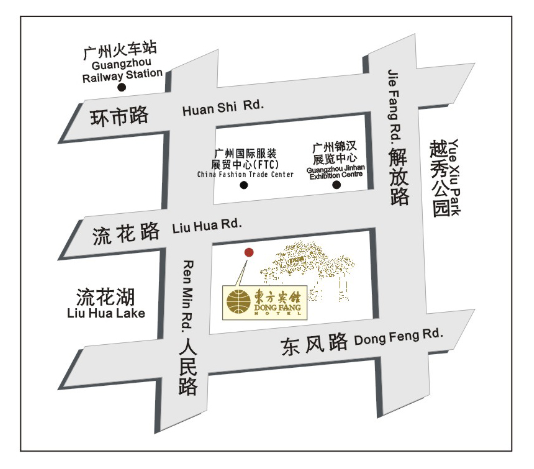 广州火车站
Guangzhou
Railway Station
环市路 Huan Shi Rd.
Jie Fang Rd. 解放路
越秀公园 Yue Xiu Park
广州国际服装
展贸中心(FTC)
China Fashion Trade Center
广州锦汉
展览中心
Guangzhou Jinhan
Exhibition Centre
流花路 Liu Hua Rd.
流花湖
Liu Hua Lake
Ren Min Rd. 人民路
東方宾館
DONG FANG
HOTEL
东风路 Dong Feng Rd.